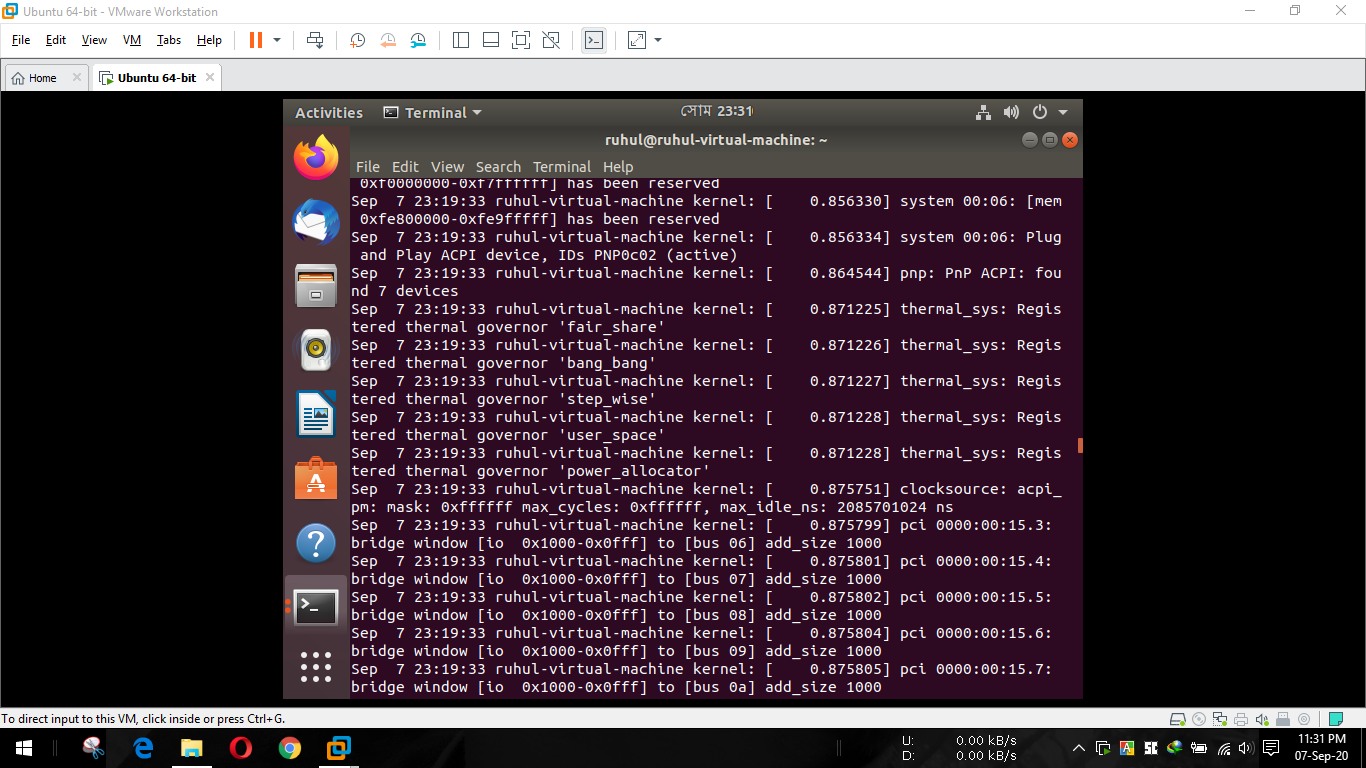 Ubuntu 64-bit - VMware Workstation
File Edit View VM Tabs Help
Home Ubuntu 64-bit
Activities Terminal সোম 23:31
ruhul@ruhul-virtual-machine: ~
File Edit View Search Terminal Help
0xf0000000-0xf7ffffff] has been reserved
Sep  7 23:19:33 ruhul-virtual-machine kernel: [    0.856330] system 00:06: [mem
 0xfe800000-0xfe9fffff] has been reserved
Sep  7 23:19:33 ruhul-virtual-machine kernel: [    0.856334] system 00:06: Plug
 and Play ACPI device, IDs PNP0c02 (active)
Sep  7 23:19:33 ruhul-virtual-machine kernel: [    0.864544] pnp: PnP ACPI: fou
nd 7 devices
Sep  7 23:19:33 ruhul-virtual-machine kernel: [    0.871225] thermal_sys: Regis
tered thermal governor 'fair_share'
Sep  7 23:19:33 ruhul-virtual-machine kernel: [    0.871226] thermal_sys: Regis
tered thermal governor 'bang_bang'
Sep  7 23:19:33 ruhul-virtual-machine kernel: [    0.871227] thermal_sys: Regis
tered thermal governor 'step_wise'
Sep  7 23:19:33 ruhul-virtual-machine kernel: [    0.871228] thermal_sys: Regis
tered thermal governor 'user_space'
Sep  7 23:19:33 ruhul-virtual-machine kernel: [    0.871228] thermal_sys: Regis
tered thermal governor 'power_allocator'
Sep  7 23:19:33 ruhul-virtual-machine kernel: [    0.875751] clocksource: acpi_
pm: mask: 0xffffff max_cycles: 0xffffff, max_idle_ns: 2085701024 ns
Sep  7 23:19:33 ruhul-virtual-machine kernel: [    0.875799] pci 0000:00:15.3:
bridge window [io  0x1000-0x0fff] to [bus 06] add_size 1000
Sep  7 23:19:33 ruhul-virtual-machine kernel: [    0.875801] pci 0000:00:15.4:
bridge window [io  0x1000-0x0fff] to [bus 07] add_size 1000
Sep  7 23:19:33 ruhul-virtual-machine kernel: [    0.875802] pci 0000:00:15.5:
bridge window [io  0x1000-0x0fff] to [bus 08] add_size 1000
Sep  7 23:19:33 ruhul-virtual-machine kernel: [    0.875804] pci 0000:00:15.6:
bridge window [io  0x1000-0x0fff] to [bus 09] add_size 1000
Sep  7 23:19:33 ruhul-virtual-machine kernel: [    0.875805] pci 0000:00:15.7:
bridge window [io  0x1000-0x0fff] to [bus 0a] add_size 1000
To direct input to this VM, click inside or press Ctrl+G.
U: 0.00 kB/s
D: 0.00 kB/s
11:31 PM
07-Sep-20